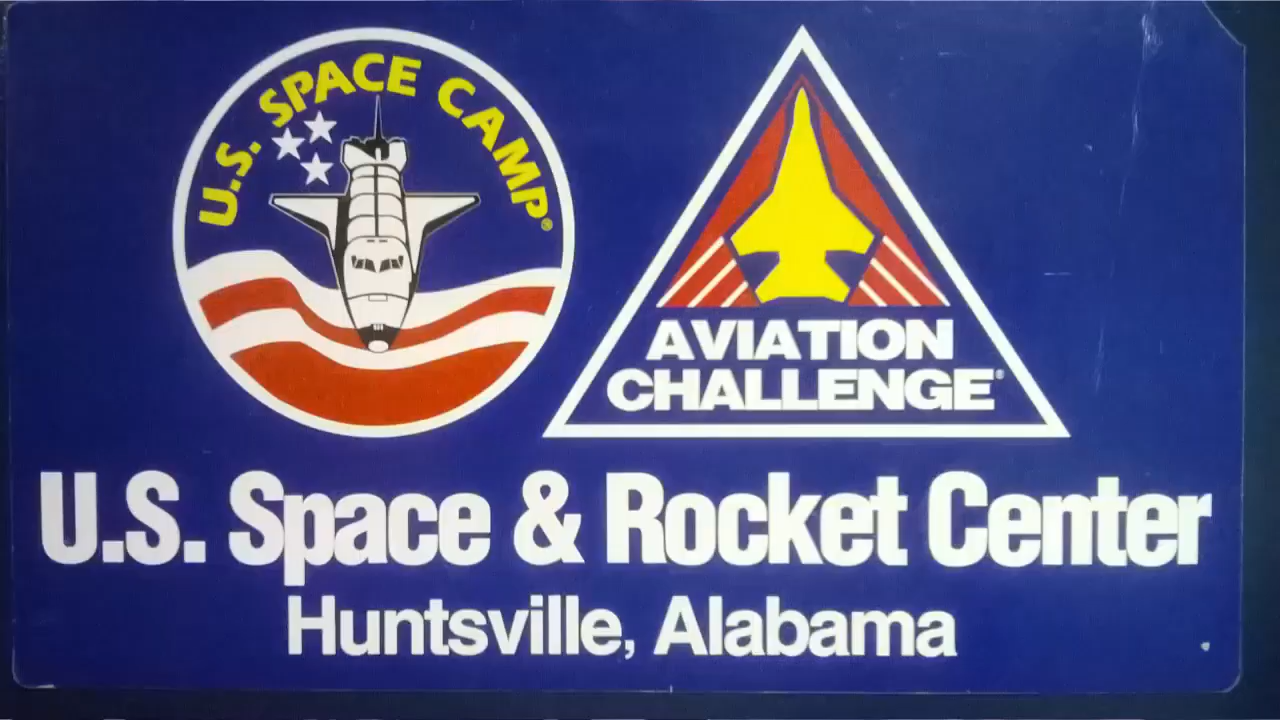 U.S. SPACE CAMP®
AVIATION
CHALLENGE®
U.S. Space & Rocket Center
Huntsville, Alabama